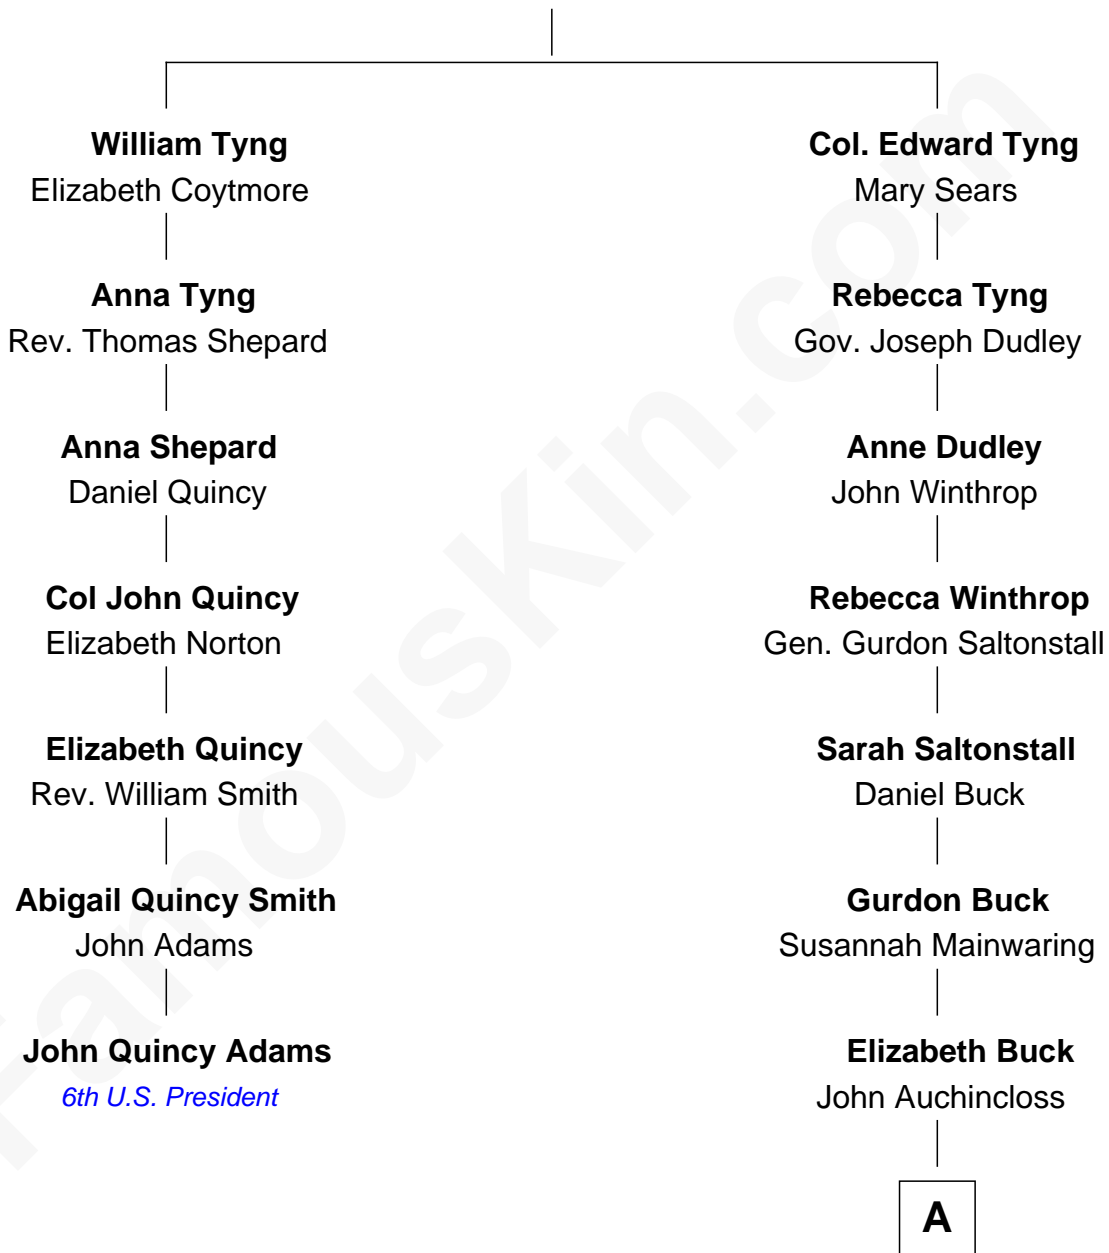 William Tyng
Elizabeth Coytmore
Anna Tyng
Rev. Thomas Shepard
Anna Shepard
Daniel Quincy
Col John Quincy
Elizabeth Norton
Elizabeth Quincy
Rev. William Smith
Abigail Quincy Smith
John Adams
John Quincy Adams
6th U.S. President
Col. Edward Tyng
Mary Sears
Rebecca Tyng
Gov. Joseph Dudley
Anne Dudley
John Winthrop
Rebecca Winthrop
Gen. Gurdon Saltonstall
Sarah Saltonstall
Daniel Buck
Gurdon Buck
Susannah Mainwaring
Elizabeth Buck
John Auchincloss
A
FamousKin.com